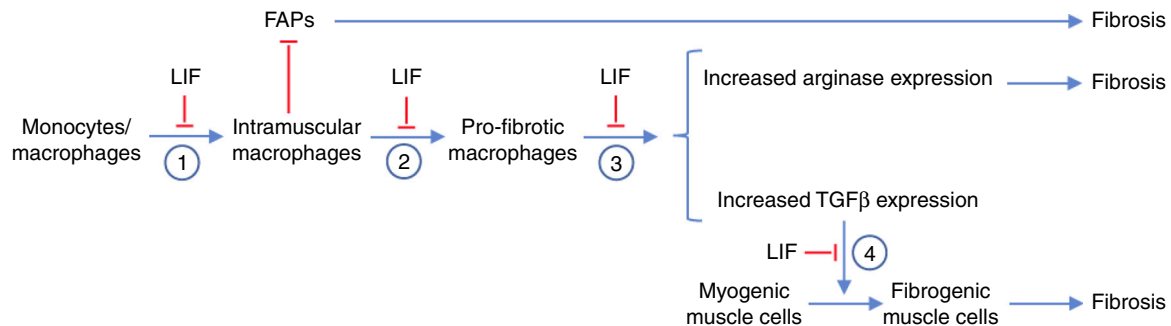 FAPs
Fibrosis
LIF
LIF
LIF
Increased arginase expression
Fibrosis
Monocytes/
macrophages
Intramuscular
macrophages
Pro-fibrotic
macrophages
1
2
3
Increased TGFβ expression
LIF
4
Myogenic
muscle cells
Fibrogenic
muscle cells
Fibrosis